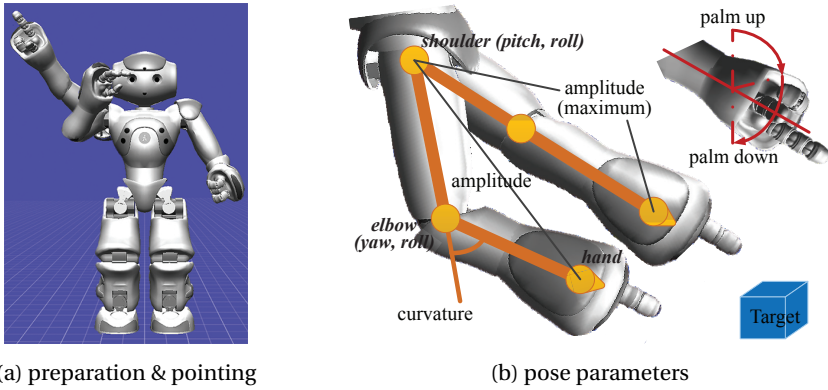 shoulder (pitch, roll)
palm up
amplitude
(maximum)
palm down
amplitude
elbow
(yaw, roll)
hand
curvature
Target
a) preparation & pointing
(b) pose parameters